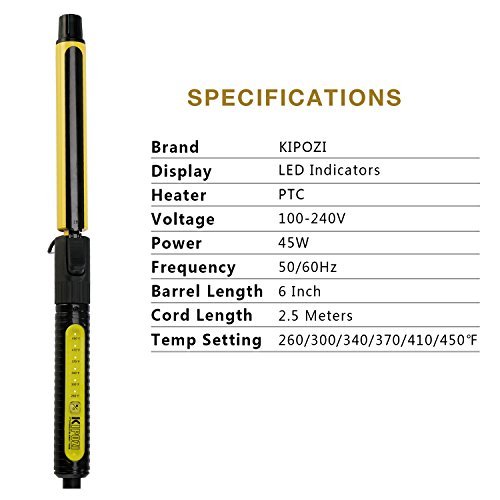 SPECIFICATIONS
Brand KIPOZI
Display LED Indicators
Heater PTC
Voltage 100-240V
Power 45W
Frequency 50/60Hz
Barrel Length 6 Inch
Cord Length 2.5 Meters
Temp Setting 260/300/340/370/410/450°F
KIPOZI